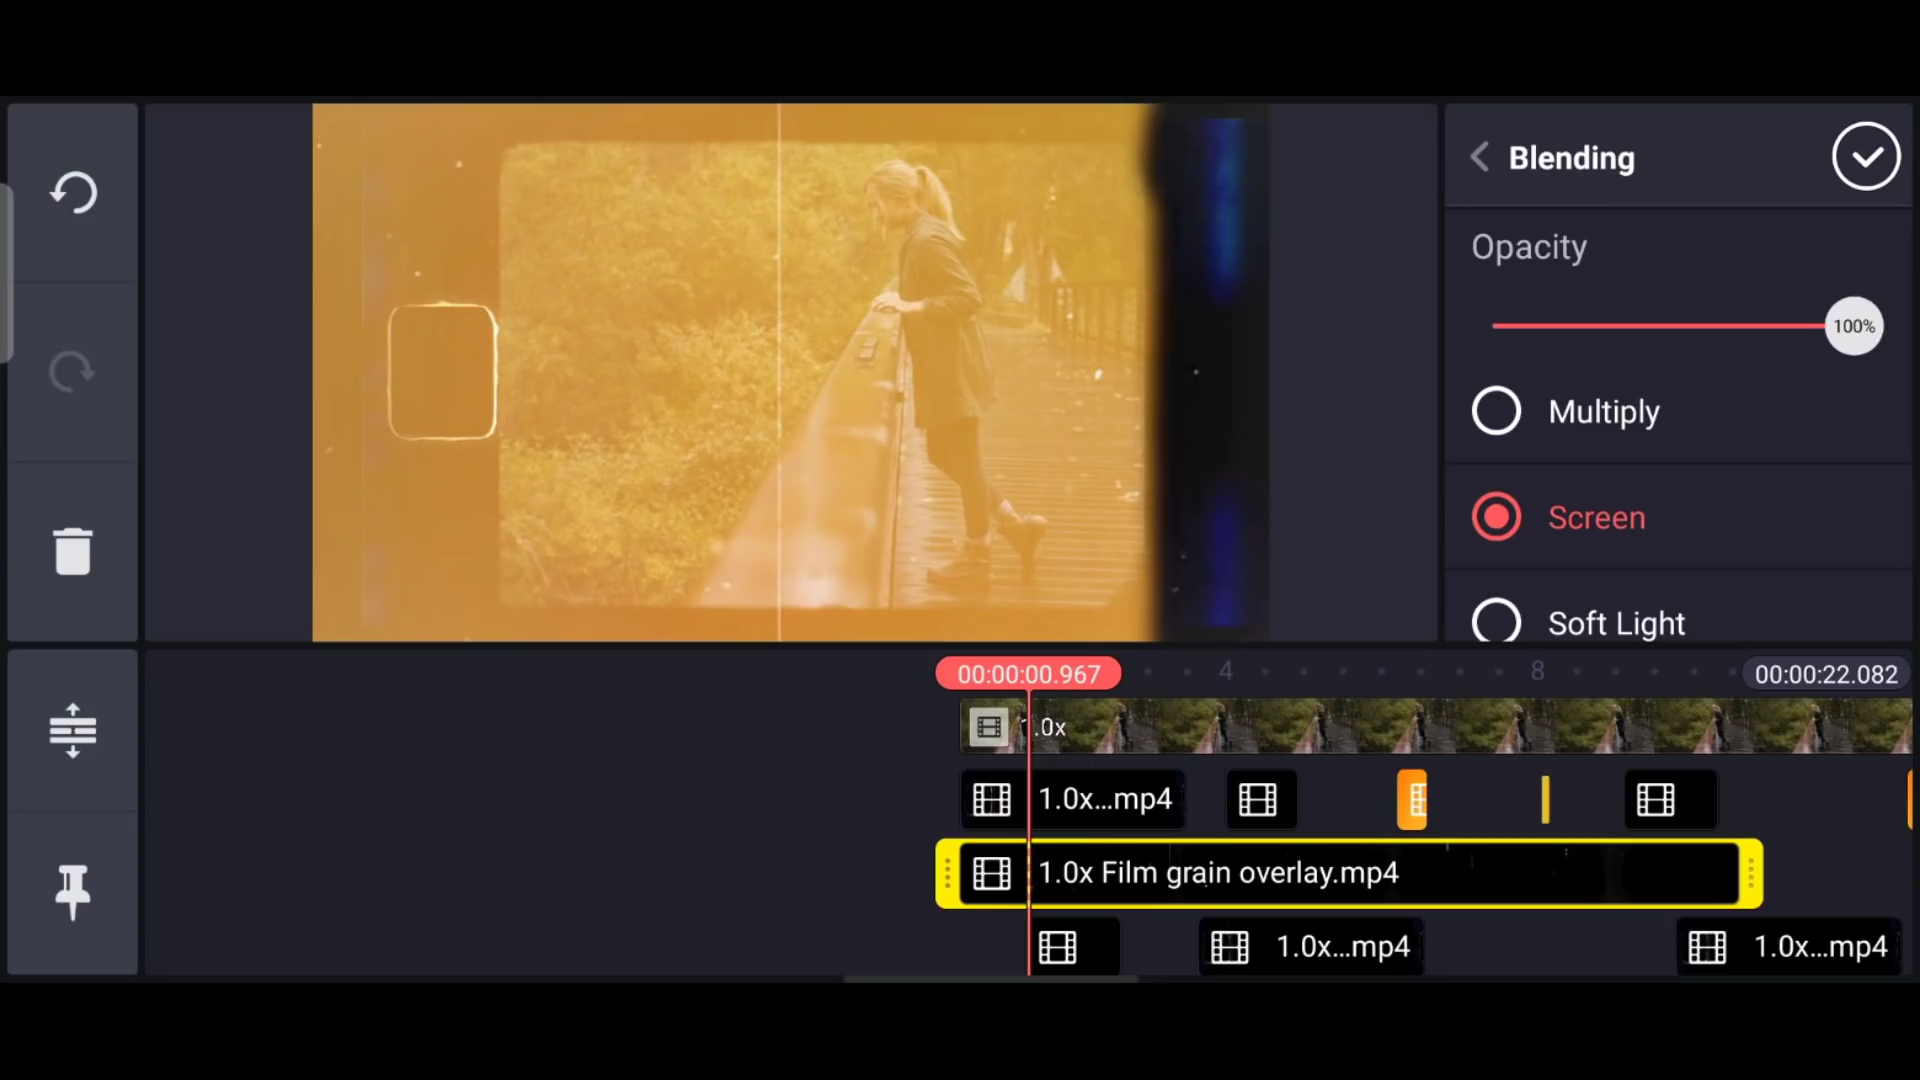 Blending
Opacity
100%
Multiply
Screen
Soft Light
00:00:00.967
4
8
00:00:22.082
.0x
1.0x...mp4
1.0x Film grain overlay.mp4
1.0x...mp4
1.0x...mp4